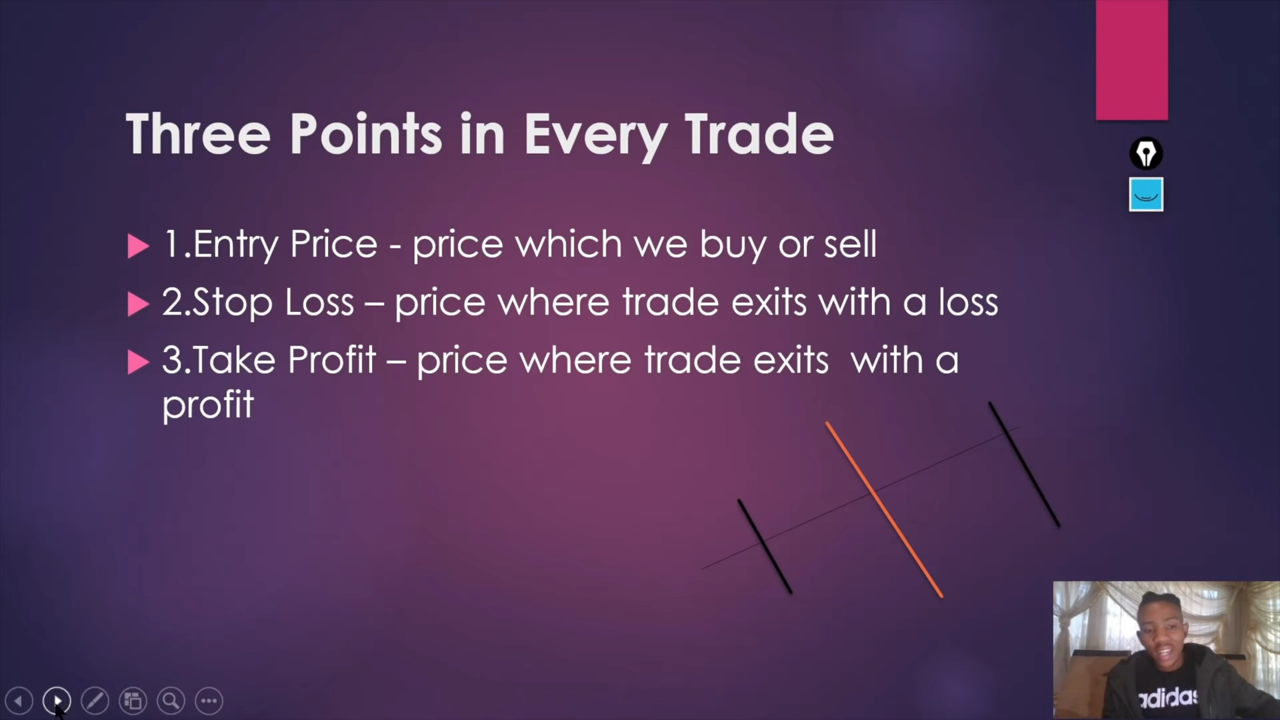 Three Points in Every Trade
1.Entry Price - price which we buy or sell
2.Stop Loss – price where trade exits with a loss
3.Take Profit – price where trade exits  with a
profit
adidas